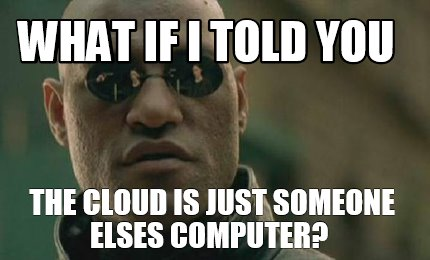 WHAT IF I TOLD YOU
THE CLOUD IS JUST SOMEONE
ELSES COMPUTER?